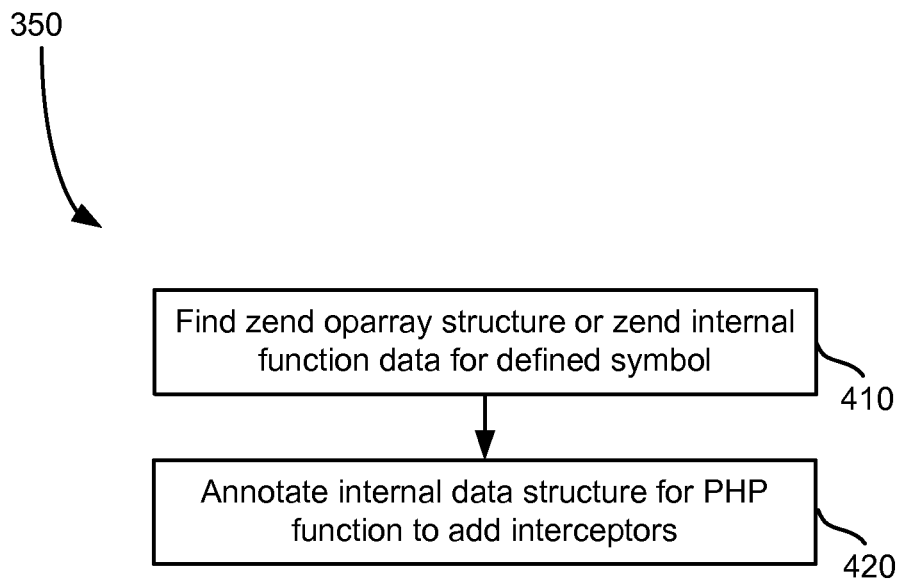 350
Find zend oparray structure or zend internal
function data for defined symbol
410
Annotate internal data structure for PHP
function to add interceptors
420